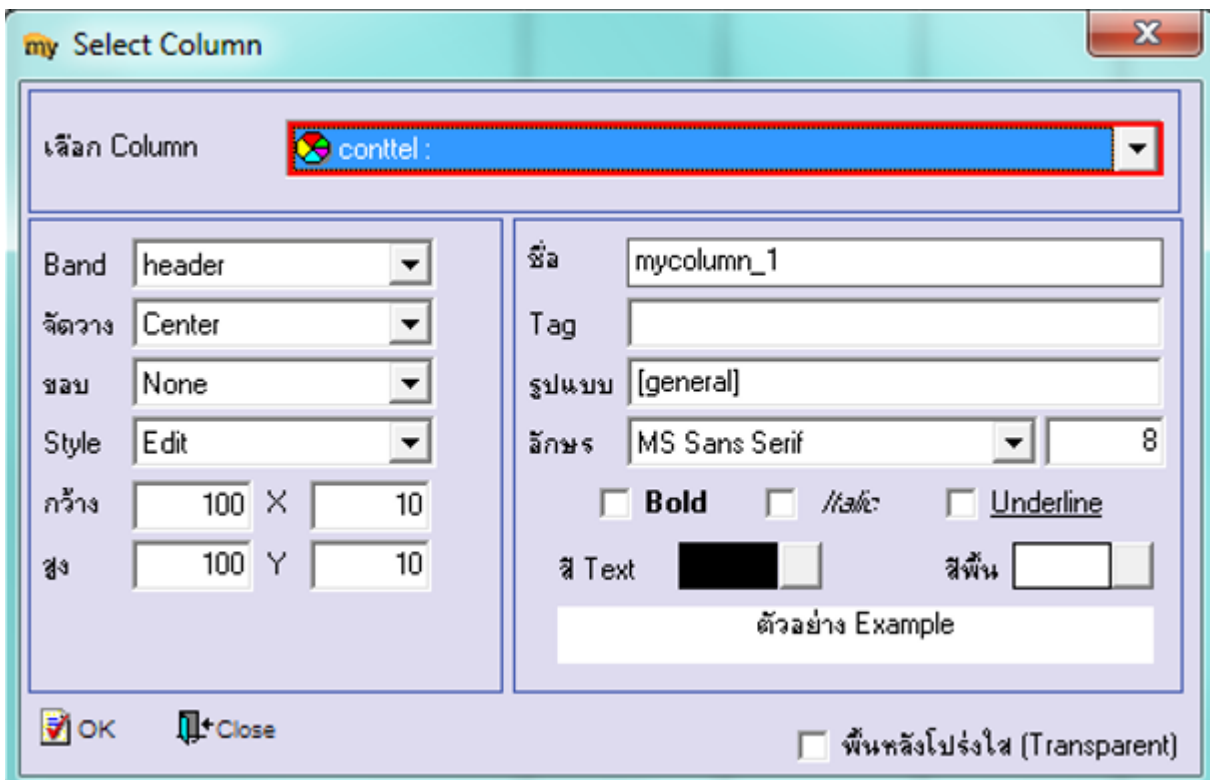 my Select Column
เลือก Column conttel :
Band header
จัดวาง Center
ขอบ None
Style Edit
กว้าง 100 X 10
สูง 100 Y 10
ชื่อ mycolumn_1
Tag
รูปแบบ [general]
อักษร MS Sans Serif 8
Bold Italic Underline
สี Text สีพื้น
ตัวอย่าง Example
OK Close
พื้นหลังโปร่งใส (Transparent)